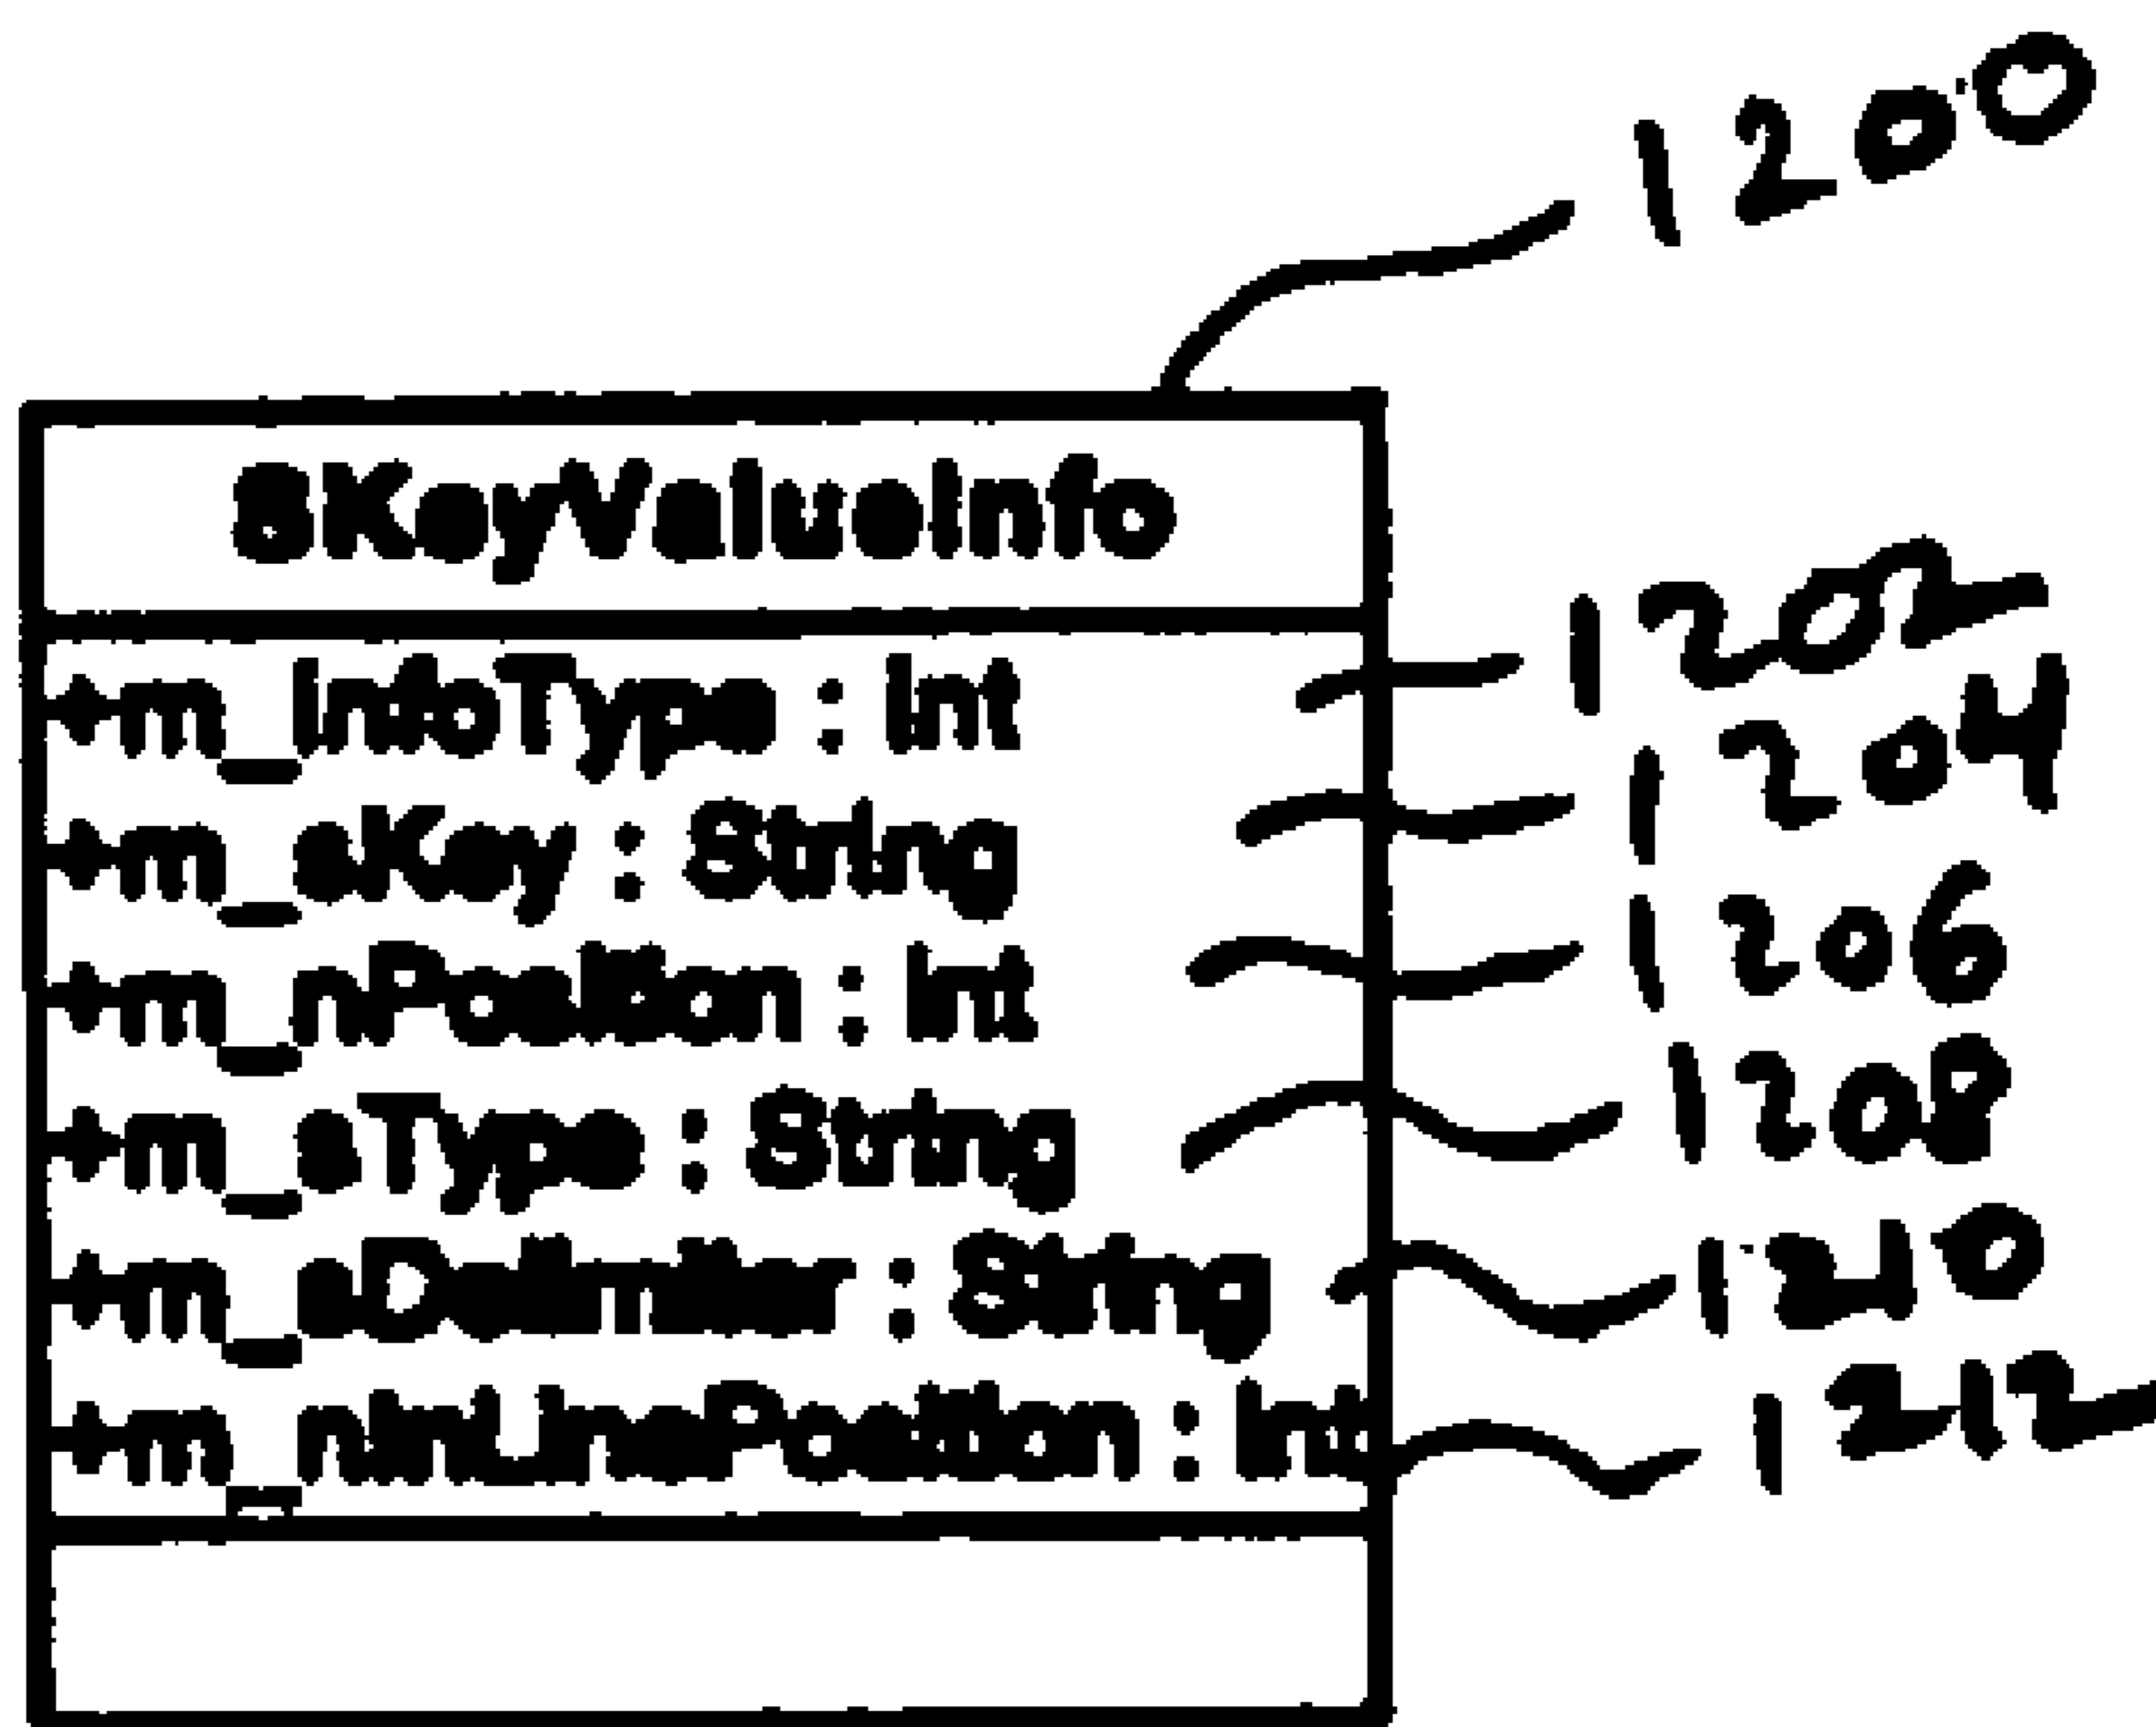 1200
SKeyValueInfo
+m_InfoType : Int 1202
+m_sKey : String 1204
+m_nPosition : Int 1206
+m_sType : String 1208
+m_sDelimiter : String 1210
: Int 1212